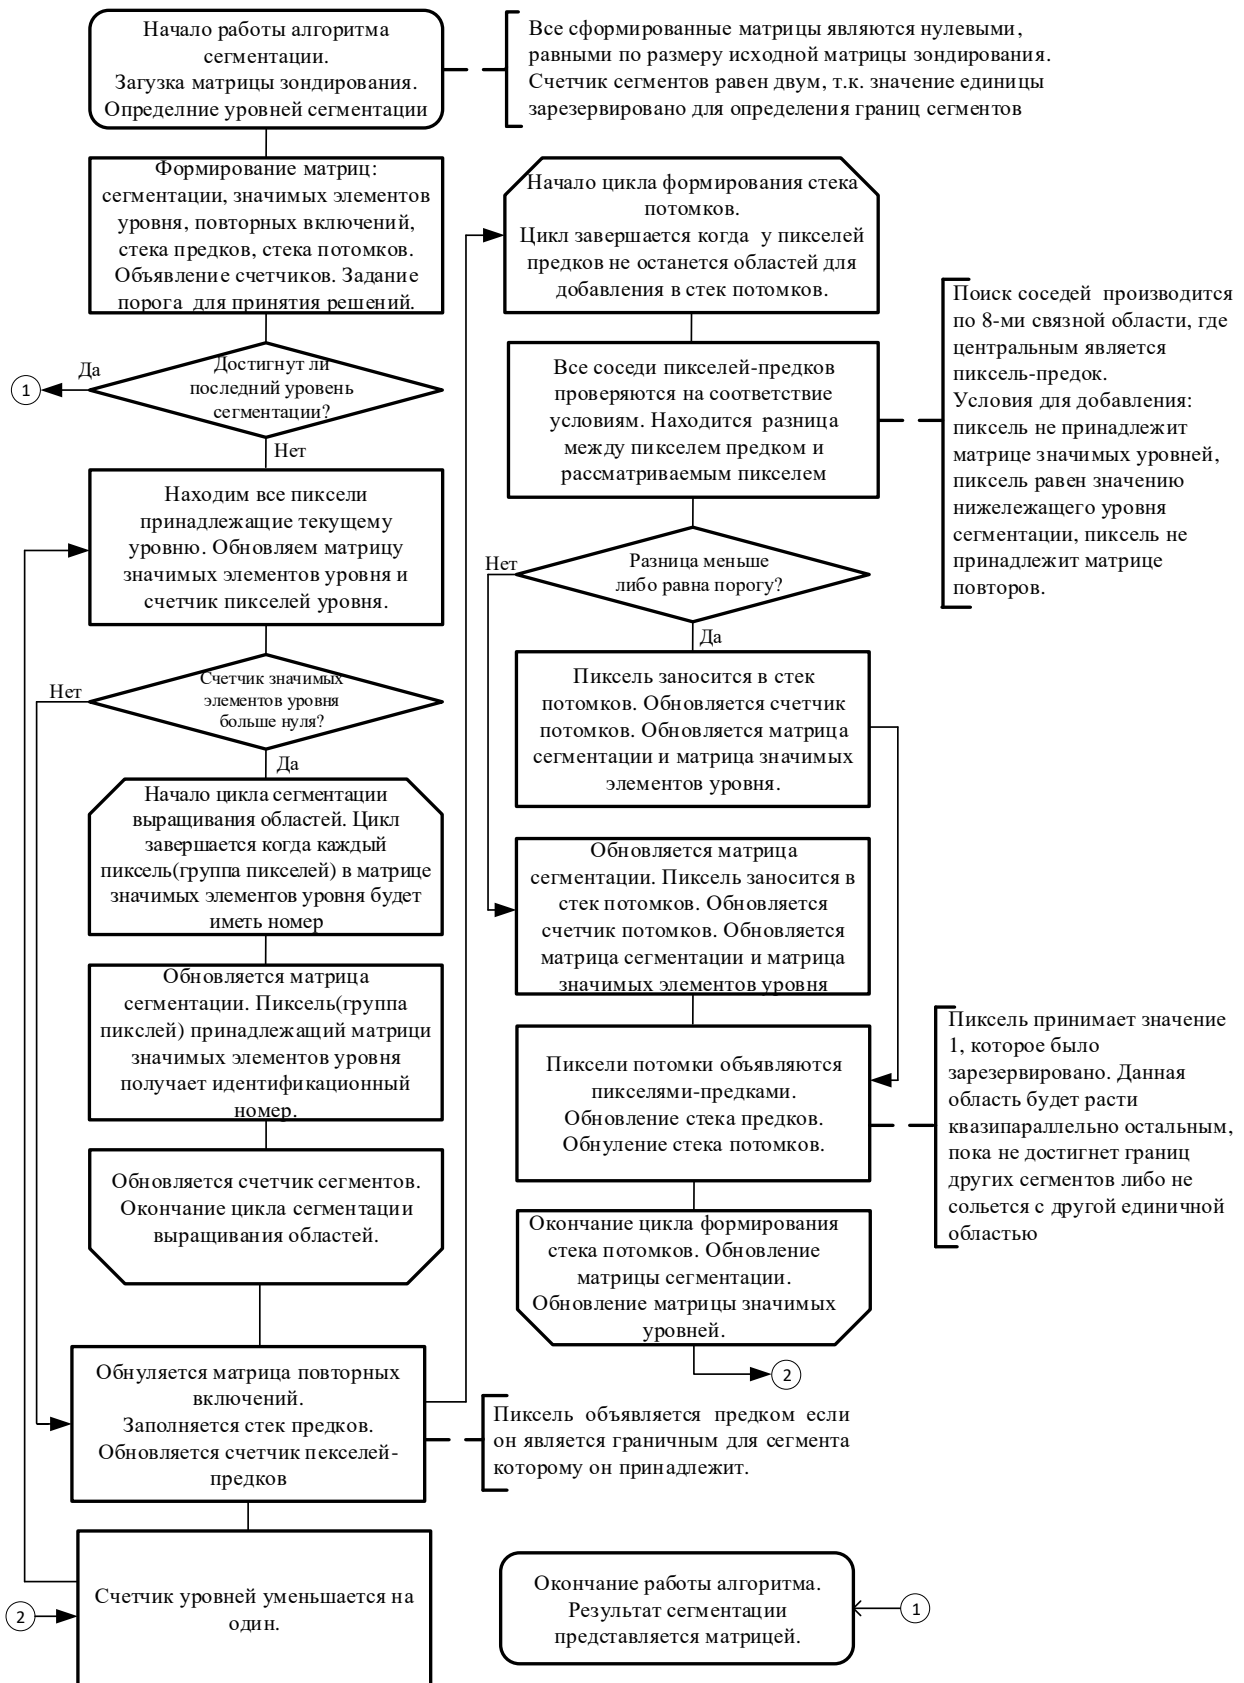 Начало работы алгоритма
сегментации.
Загузка матрицы зондирования.
Определние уровней сегментации
Все сформированные матрицы являются нулевыми,
равными по размеру исходной матрицы зондирования.
Счетчик сегментов равен двум, т.к. значение единицы
зарезервировано для определения границ сегментов
Формирование матриц:
сегментации, значимых элементов
уровня, повторных включений,
стека предков, стека потомков.
Объявление счетчиков. Задание
порога для принятия решений.
Достигнут ли
последний уровень
сегментации?
Да
1
Нет
Находим все пиксели
принадлежащие текущему
уровню. Обновляем матрицу
значимых элементов уровня и
счетчик пикселей уровня.
Счетчик значимых
элементов уровня
больше нуля?
Нет
Да
Начало цикла сегментации
выращивания областей. Цикл
завершается когда каждый
пиксель(группа пикселей) в матрице
значимых элементов уровня будет
иметь номер
Обновляется матрица
сегментации. Пиксель(группа
пикслей) принадлежащий матрици
значимых элементов уровня
получает идентификационный
номер.
Обновляется счетчик сегментов.
Окончание цикла сегментации
выращивания областей.
Обнуляется матрица повторных
включений.
Заполняется стек предков.
Обновляется счетчик пекселей-
предков
Пиксель объявляется предком если
он является граничным для сегмента
которому он принадлежит.
Счетчик уровней уменьшается на
один.
2
Начало цикла формирования стека
потомков.
Цикл завершается когда у пикселей
предков не останется областей для
добавления в стек потомков.
Все соседи пикселей-предков
проверяются на соответствие
условиям. Находится разница
между пикселем предком и
рассматриваемым пикселем
Поиск соседей производится
по 8-ми связной области, где
центральным является
пиксель-предок.
Условия для добавления:
пиксель не принадлежит
матрице значимых уровней,
пиксель равен значению
нижележащего уровня
сегментации, пиксель не
принадлежит матрице
повторов.
Разница меньше
либо равна порогу?
Нет
Да
Пиксель заносится в стек
потомков. Обновляется счетчик
потомков. Обновляется матрица
сегментации и матрица значимых
элементов уровня.
Обновляется матрица
сегментации. Пиксель заносится в
стек потомков. Обновляется
счетчик потомков. Обновляется
матрица сегментации и матрица
значимых элементов уровня
Пиксели потомки объявляются
пикселями-предками.
Обновление стека предков.
Обнуление стека потомков.
Пиксель принимает значение
1, которое было
зарезервировано. Данная
область будет расти
квазипараллельно остальным,
пока не достигнет границ
других сегментов либо не
сольется с другой единичной
областью
Окончание цикла формирования
стека потомков. Обновление
матрицы сегментации.
Обновление матрицы значимых
уровней.
2
Окончание работы алгоритма.
Результат сегментации
представляется матрицей.
1